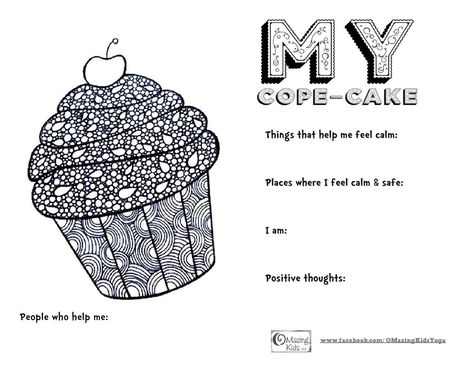 MY
COPE-CAKE
Things that help me feel calm:
Places where I feel calm & safe:
I am:
Positive thoughts:
People who help me:
OMazing
Kids
www.facebook.com/OMazingKidsYoga